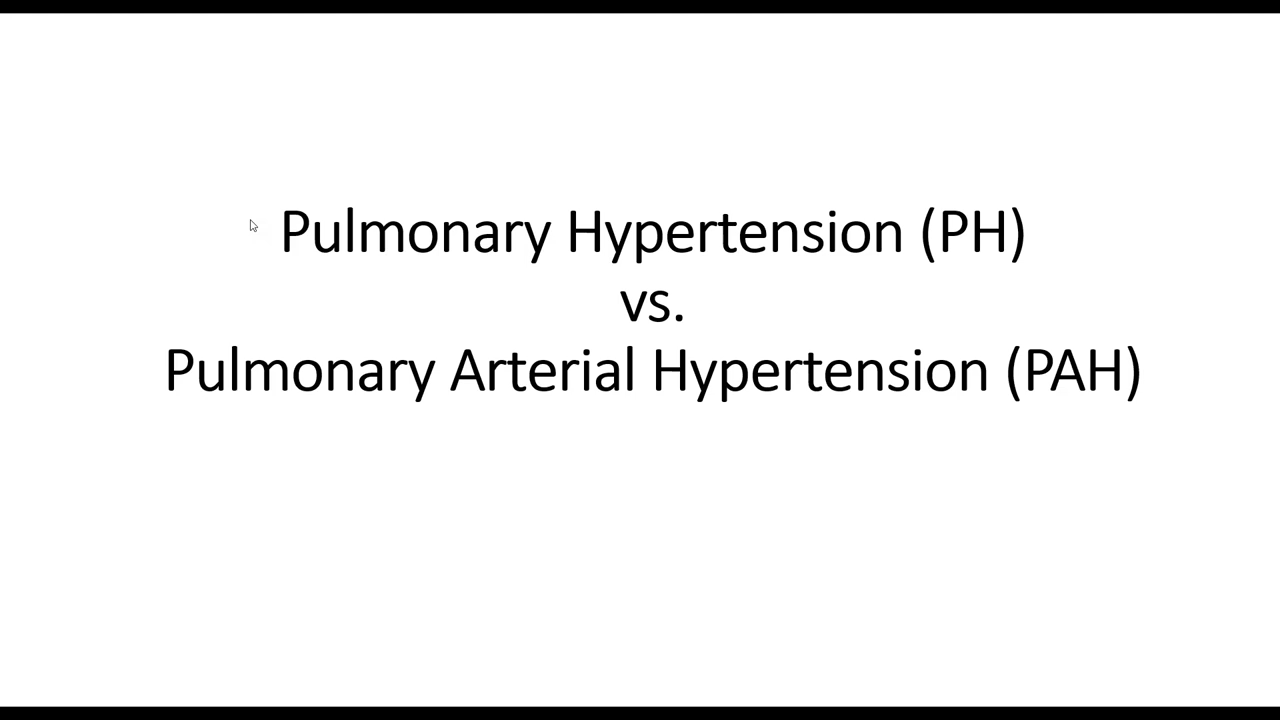 Pulmonary Hypertension (PH)
vs.
Pulmonary Arterial Hypertension (PAH)